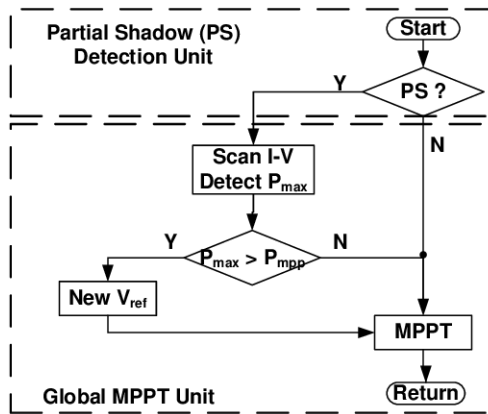 Partial Shadow (PS)
Detection Unit
Start
PS ?
Y
N
Scan I-V
Detect Pmax
Y
Pmax > Pmpp
N
New Vref
MPPT
Return
Global MPPT Unit